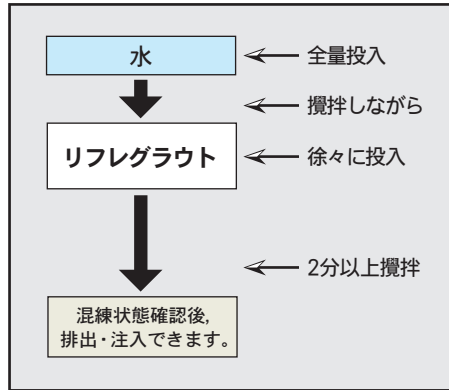 水
全量投入
攪拌しながら
リフレグラウト
徐々に投入
2分以上攪拌
混練状態確認後,
排出・注入できます。